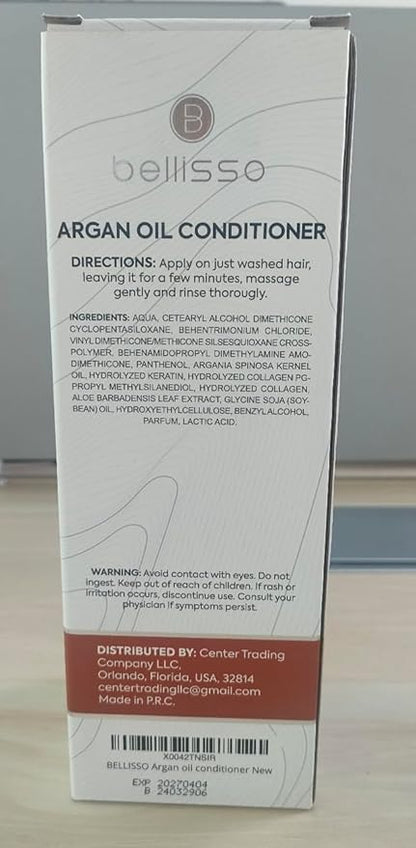 B
bellisso
ARGAN OIL CONDITIONER
DIRECTIONS: Apply on just washed hair,
leaving it for a few minutes, massage
gently and rinse thorougly.
INGREDIENTS: AQUA, CETEARYL ALCOHOL DIMETHICONE
CYCLOPENTASILOXANE, BEHENTRIMONIUM CHLORIDE,
VINYL DIMETHICONE/METHICONE SILSESQUIOXANE CROSS-
POLYMER, BEHENAMIDOPROPYL DIMETHYLAMINE AMO-
DIMETHICONE, PANTHENOL, ARGANIA SPINOSA KERNEL
OIL, HYDROLYZED KERATIN, HYDROLYZED COLLAGEN PG-
PROPYL METHYLSILANEDIOL, HYDROLYZED COLLAGEN,
ALOE BARBADENSIS LEAF EXTRACT, GLYCINE SOJA (SOY-
BEAN) OIL, HYDROXYETHYLCELLULOSE, BENZYL ALCOHOL,
PARFUM, LACTIC ACID.
WARNING: Avoid contact with eyes. Do not
ingest. Keep out of reach of children. If rash or
irritation occurs, discontinue use. Consult your
physician if symptoms persist.
DISTRIBUTED BY: Center Trading
Company LLC,
Orlando, Florida, USA, 32814
centertradingllc@gmail.com
Made in P.R.C.
X0042TNSIR
BELLISSO Argan oil conditioner New
EXP 20270404
B 24032906